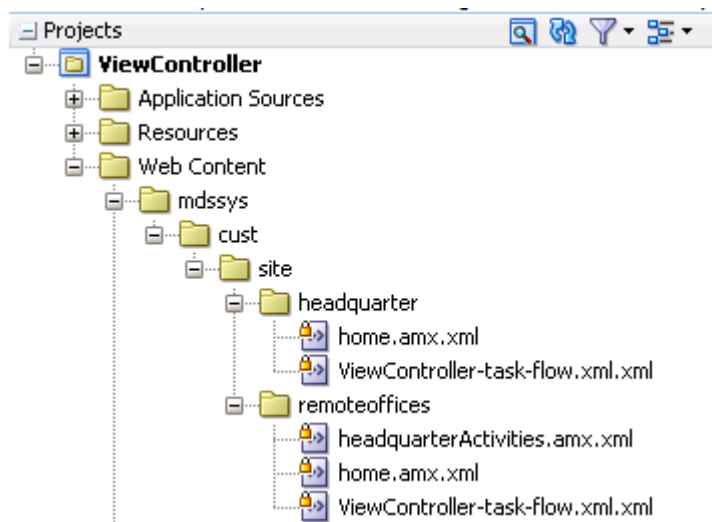 Projects
ViewController
Application Sources
Resources
Web Content
mdssys
cust
site
headquarter
home.amx.xml
ViewController-task-flow.xml.xml
remoteoffices
headquarterActivities.amx.xml
home.amx.xml
ViewController-task-flow.xml.xml